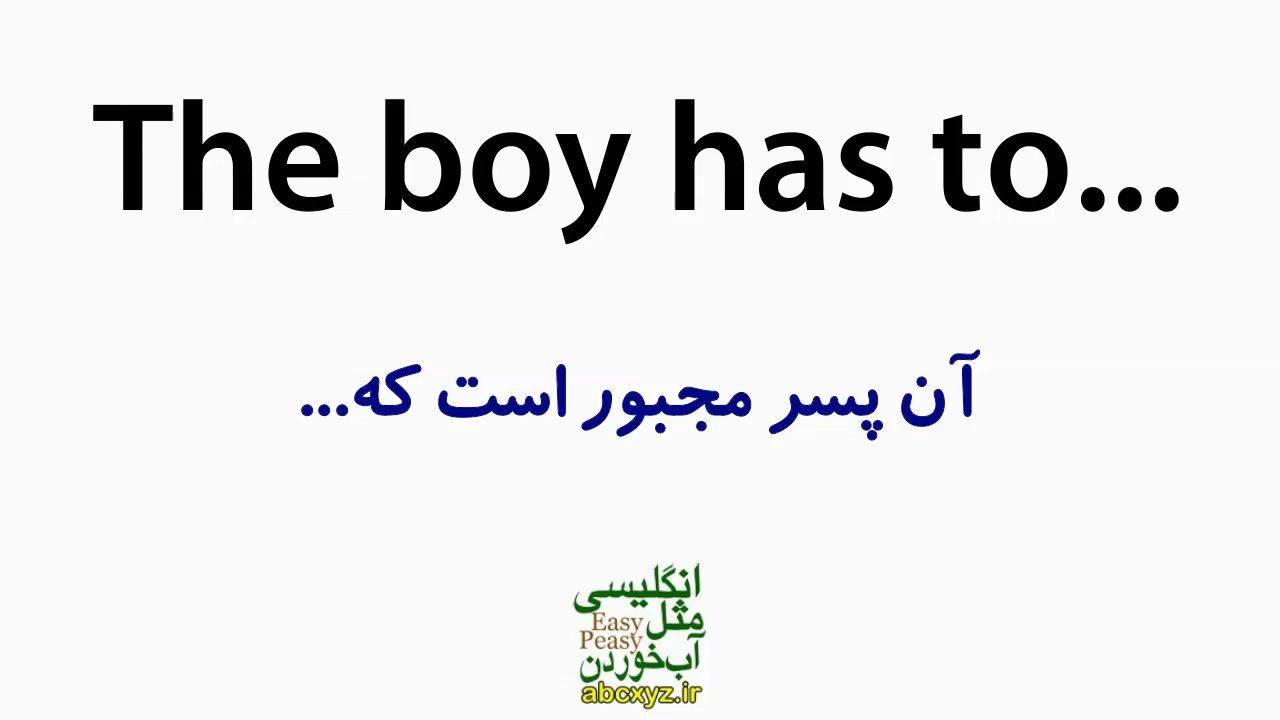 The boy has to...
آن پسر مجبور است که...
انگلیسی
مثل
Easy
Peasy
آب‌خوردن
abcxyz.ir